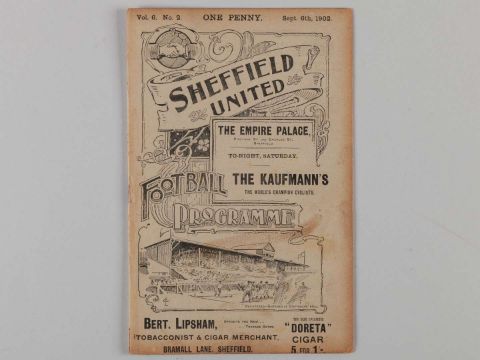 Vol. 6. No. 2 ONE PENNY. Sept. 6th, 1902.
SHEFFIELD
UNITED
THE EMPIRE PALACE,
SHEFFIELD
TO-NIGHT, SATURDAY.
THE KAUFMANN'S
THE WORLD'S CHAMPION CYCLISTS.
FOOTBALL
PROGRAMME
BERT. LIPSHAM,
TOBACCONIST & CIGAR MERCHANT,
BRAMALL LANE, SHEFFIELD.
"DORETA"
CIGAR
5 FOR 1/-